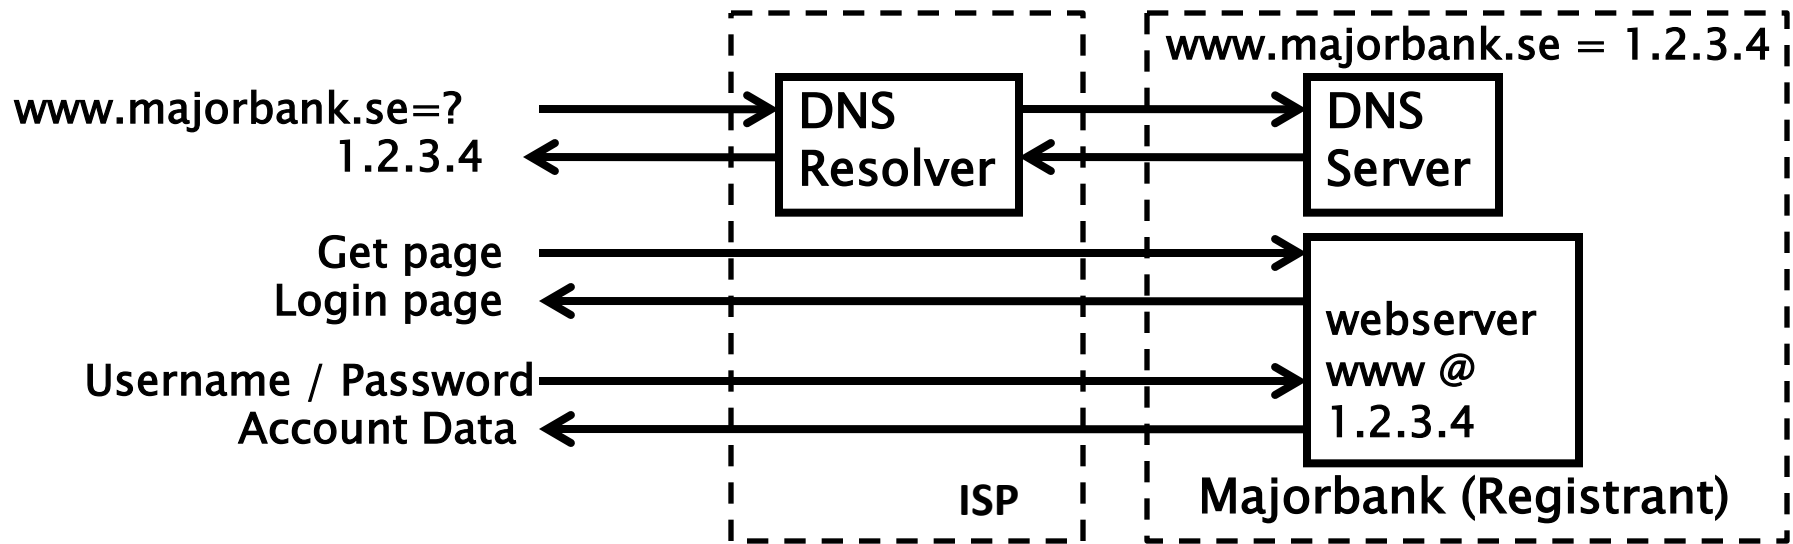 www.majorbank.se = 1.2.3.4
www.majorbank.se=?
1.2.3.4
DNS
Resolver
DNS
Server
Get page
Login page
Username / Password
Account Data
webserver
www @
1.2.3.4
ISP
Majorbank (Registrant)